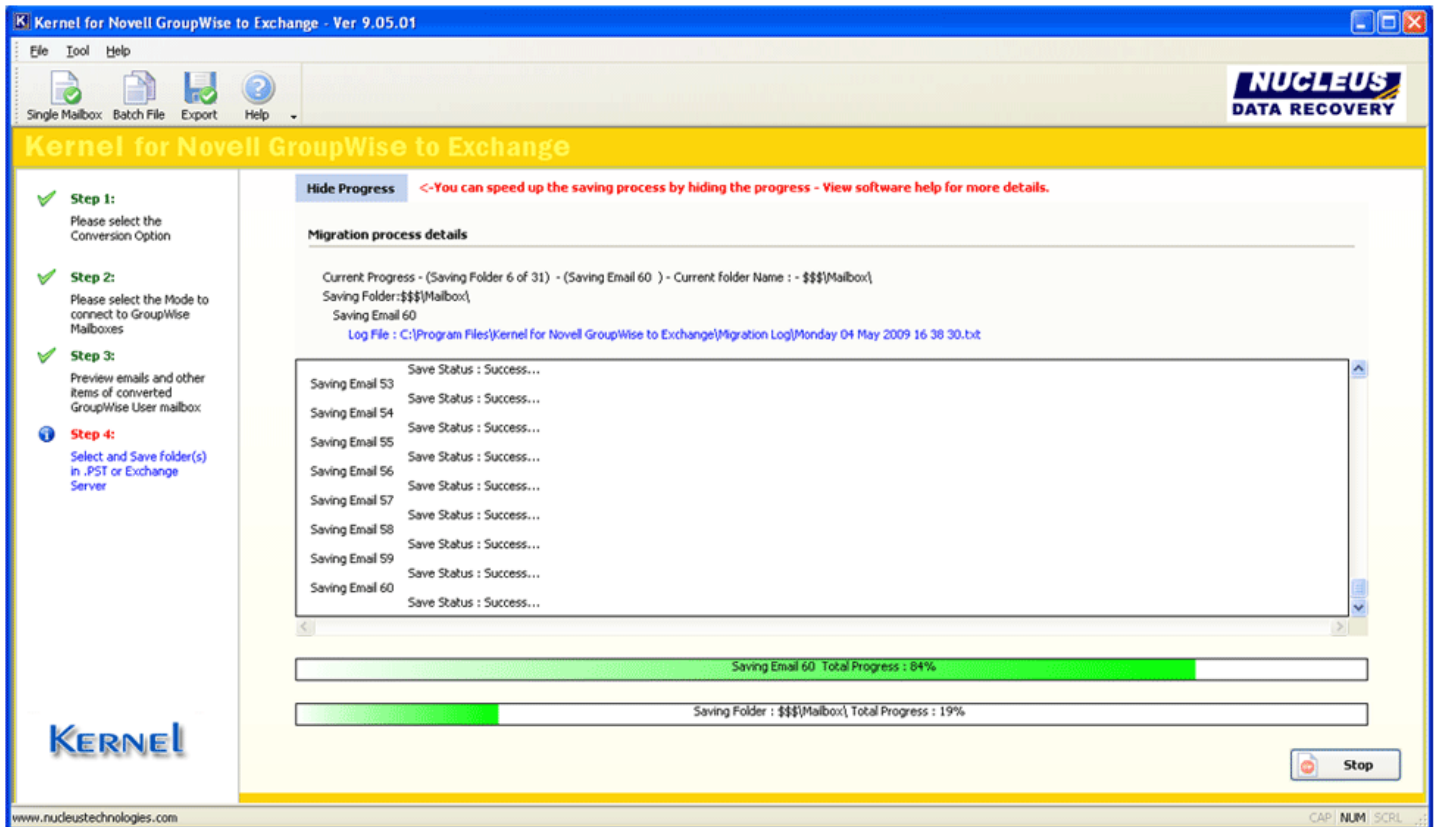 Kernel for Novell GroupWise to Exchange - Ver 9.05.01
File Tool Help
Single Mailbox Batch File Export Help
NUCLEUS
DATA RECOVERY
Kernel for Novell GroupWise to Exchange
Step 1:
Please select the
Conversion Option
Step 2:
Please select the Mode to
connect to GroupWise
Mailboxes
Step 3:
Preview emails and other
items of converted
GroupWise User mailbox
Step 4:
Select and Save folder(s)
in .PST or Exchange
Server
KERNEl
Hide Progress <-You can speed up the saving process by hiding the progress - View software help for more details.
Migration process details
Current Progress - (Saving Folder 6 of 31) - (Saving Email 60 ) - Current folder Name : - $$$\Mailbox\
Saving Folder:$$$\Mailbox\
Saving Email 60
Log File : C:\Program Files\Kernel for Novell GroupWise to Exchange\Migration Log\Monday 04 May 2009 16 38 30.txt
Save Status : Success...
Saving Email 53
Save Status : Success...
Saving Email 54
Save Status : Success...
Saving Email 55
Save Status : Success...
Saving Email 56
Save Status : Success...
Saving Email 57
Save Status : Success...
Saving Email 58
Save Status : Success...
Saving Email 59
Save Status : Success...
Saving Email 60
Save Status : Success...
Saving Email 60 Total Progress : 84%
Saving Folder : $$$\Mailbox\ Total Progress : 19%
Stop
www.nucleustechnologies.com
CAP NUM SCRL